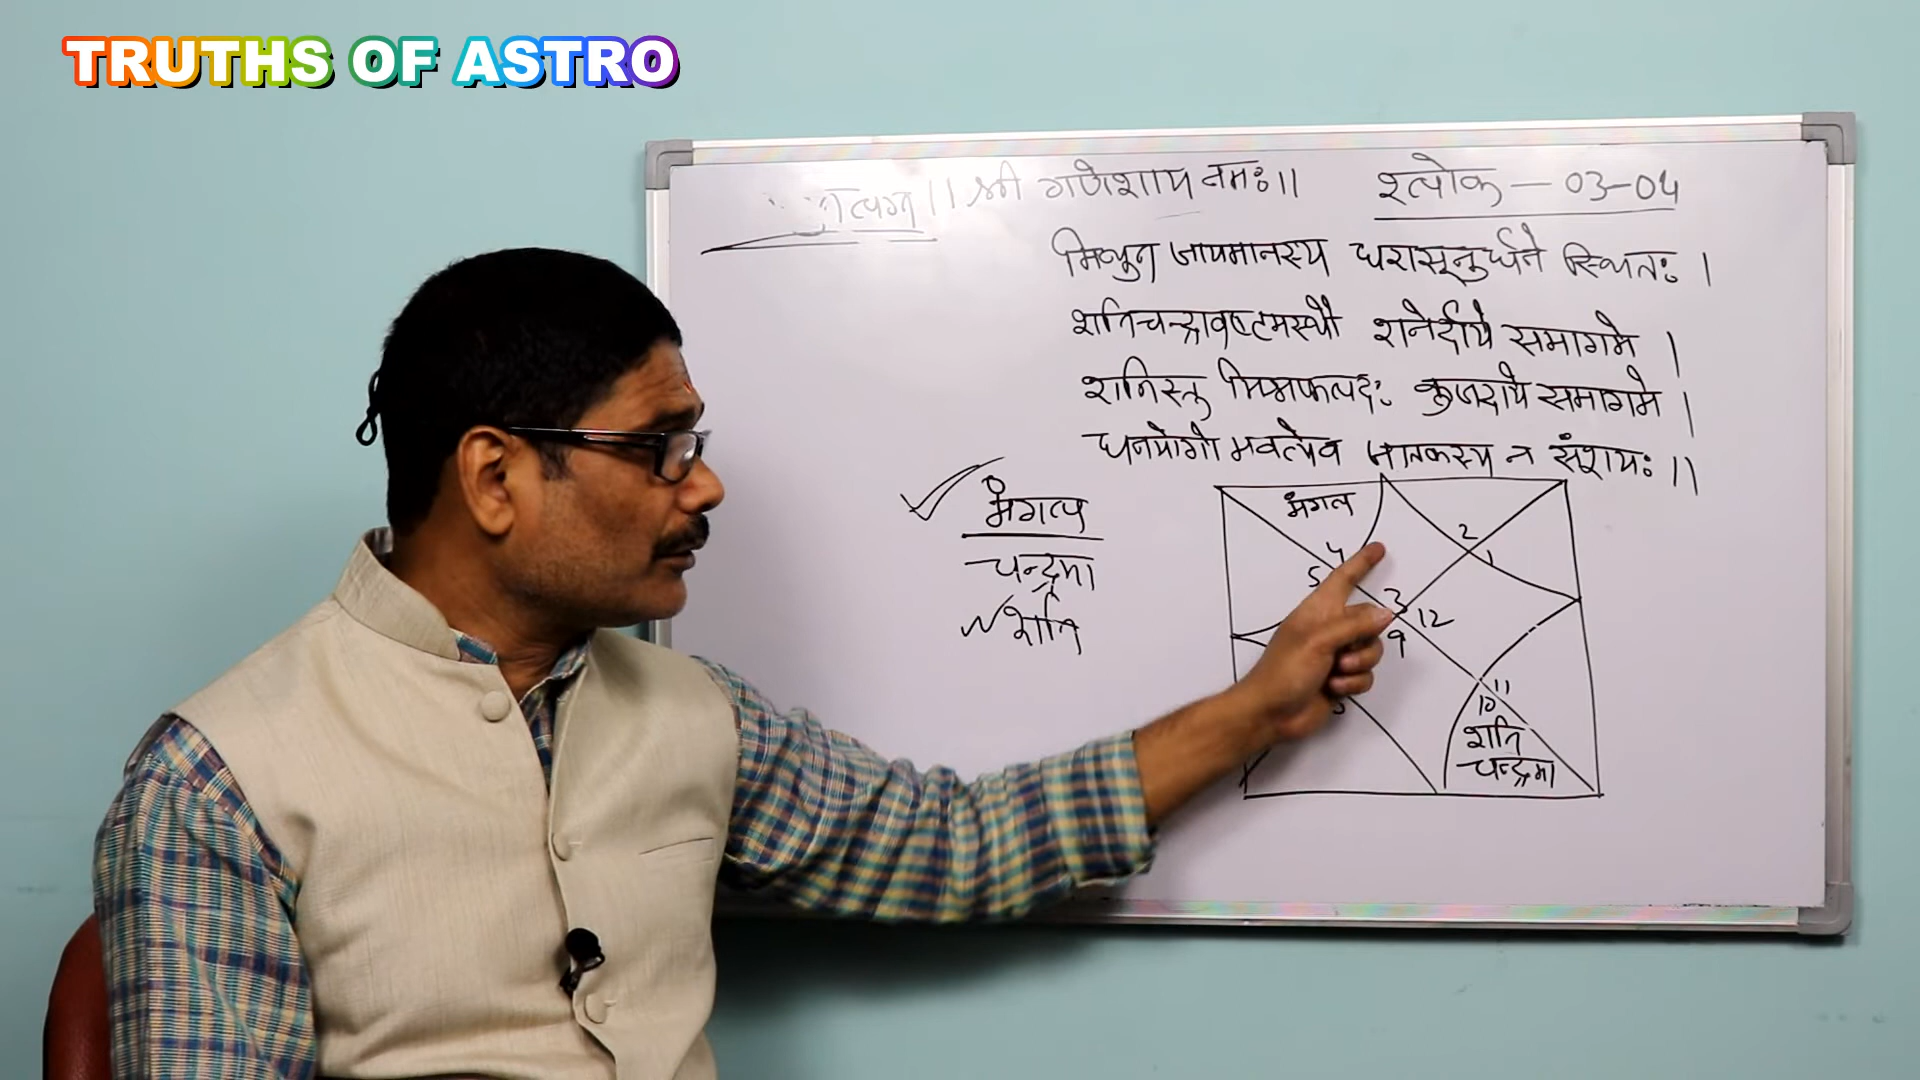 TRUTHS OF ASTRO
॥ श्री गणेशाय नमः॥ श्लोक - 03-04
मिथुन जायमानस्य धरासूनुर्धने स्थितः ।
शनिचन्द्रावष्टमस्थौ शनेर्दाये समागमे ।
शनिस्तु मिश्रफलदः कुजदाये समागमे ।
धनयोगो भवत्येव जातकस्य न संशयः ॥
मंगल
चन्द्रमा
शनि
मंगल
2
4
1
5
3
12
9
11
10
शनि
चन्द्रमा